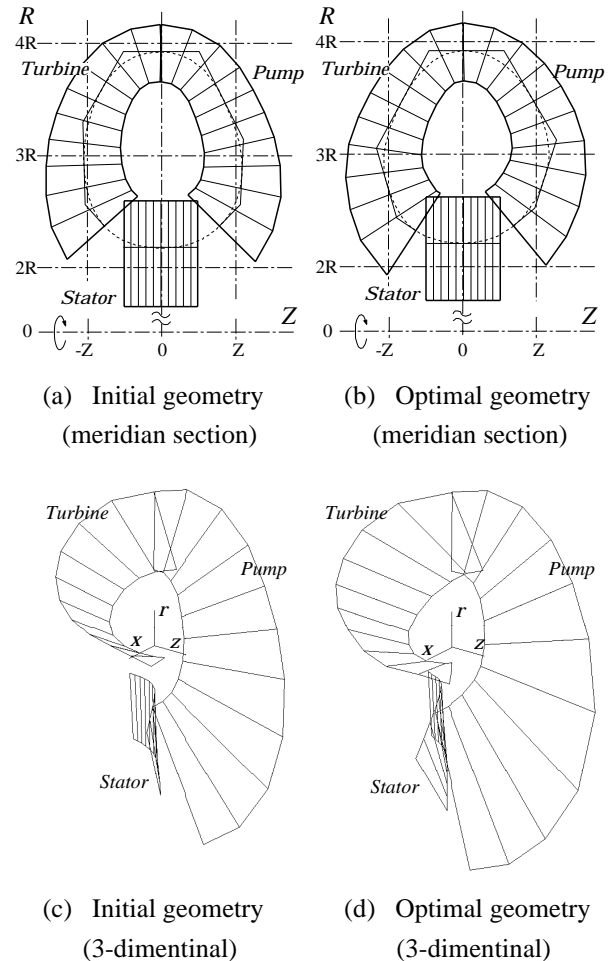 R
4R
Turbine
Pump
3R
2R
Stator
Z
0
-Z
0
Z
R
4R
Turbine
Pump
3R
2R
Stator
Z
0
-Z
0
Z
(a) Initial geometry
(meridian section)
(b) Optimal geometry
(meridian section)
Turbine
Pump
r
x
z
Stator
Turbine
Pump
r
x
z
Stator
(c) Initial geometry
(3-dimentinal)
(d) Optimal geometry
(3-dimentinal)